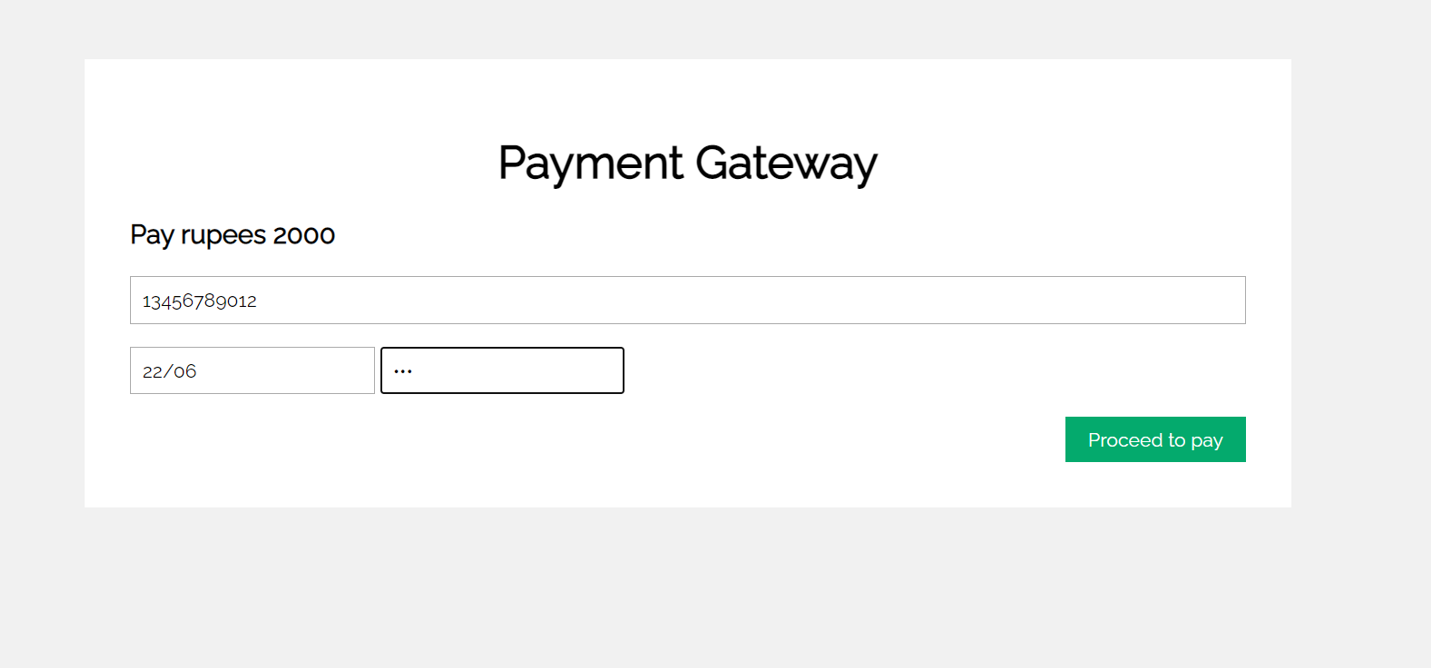 Payment Gateway
Pay rupees 2000
13456789012
22/06 •••
Proceed to pay